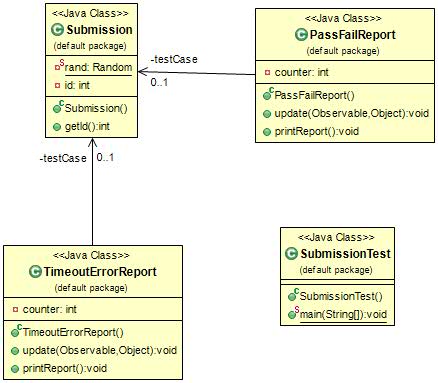 <<Java Class>>
Submission
(default package)
rand: Random
id: int
Submission()
getId():int
-testCase
0..1
<<Java Class>>
PassFailReport
(default package)
counter: int
PassFailReport()
update(Observable,Object):void
printReport():void
-testCase
0..1
<<Java Class>>
TimeoutErrorReport
(default package)
counter: int
TimeoutErrorReport()
update(Observable,Object):void
printReport():void
<<Java Class>>
SubmissionTest
(default package)
SubmissionTest()
main(String[]):void